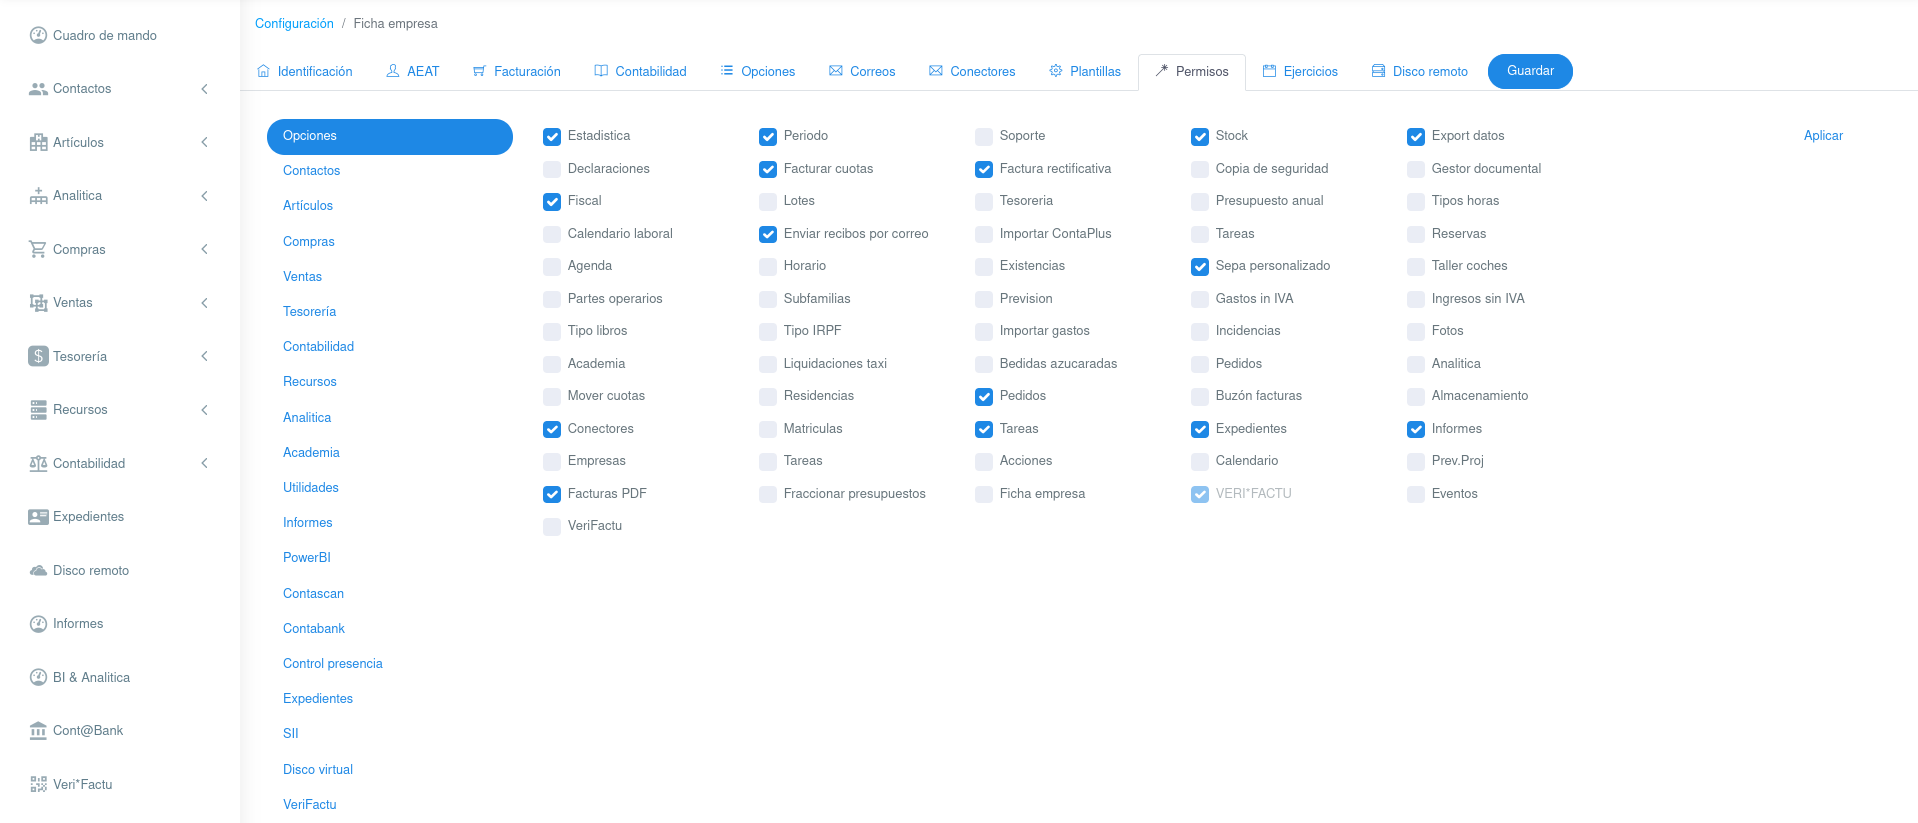 Cuadro de mando
Contactos
Artículos
Analitica
Compras
Ventas
Tesorería
Recursos
Contabilidad
Expedientes
Disco remoto
Informes
BI & Analitica
Cont@Bank
Veri*Factu
Configuración / Ficha empresa
Identificación AEAT Facturación Contabilidad Opciones Correos Conectores Plantillas Permisos Ejercicios Disco remoto Guardar
Opciones
Contactos
Artículos
Compras
Ventas
Tesorería
Contabilidad
Recursos
Analitica
Academia
Utilidades
Informes
PowerBI
Contascan
Contabank
Control presencia
Expedientes
SII
Disco virtual
VeriFactu
Estadistica Periodo Soporte Stock Export datos Aplicar
Declaraciones Facturar cuotas Factura rectificativa Copia de seguridad Gestor documental
Fiscal Lotes Tesoreria Presupuesto anual Tipos horas
Calendario laboral Enviar recibos por correo Importar ContaPlus Tareas Reservas
Agenda Horario Existencias Sepa personalizado Taller coches
Partes operarios Subfamilias Prevision Gastos in IVA Ingresos sin IVA
Tipo libros Tipo IRPF Importar gastos Incidencias Fotos
Academia Liquidaciones taxi Bedidas azucaradas Pedidos Analitica
Mover cuotas Residencias Pedidos Buzón facturas Almacenamiento
Conectores Matriculas Tareas Expedientes Informes
Empresas Tareas Acciones Calendario Prev.Proj
Facturas PDF Fraccionar presupuestos Ficha empresa VERI*FACTU Eventos
VeriFactu